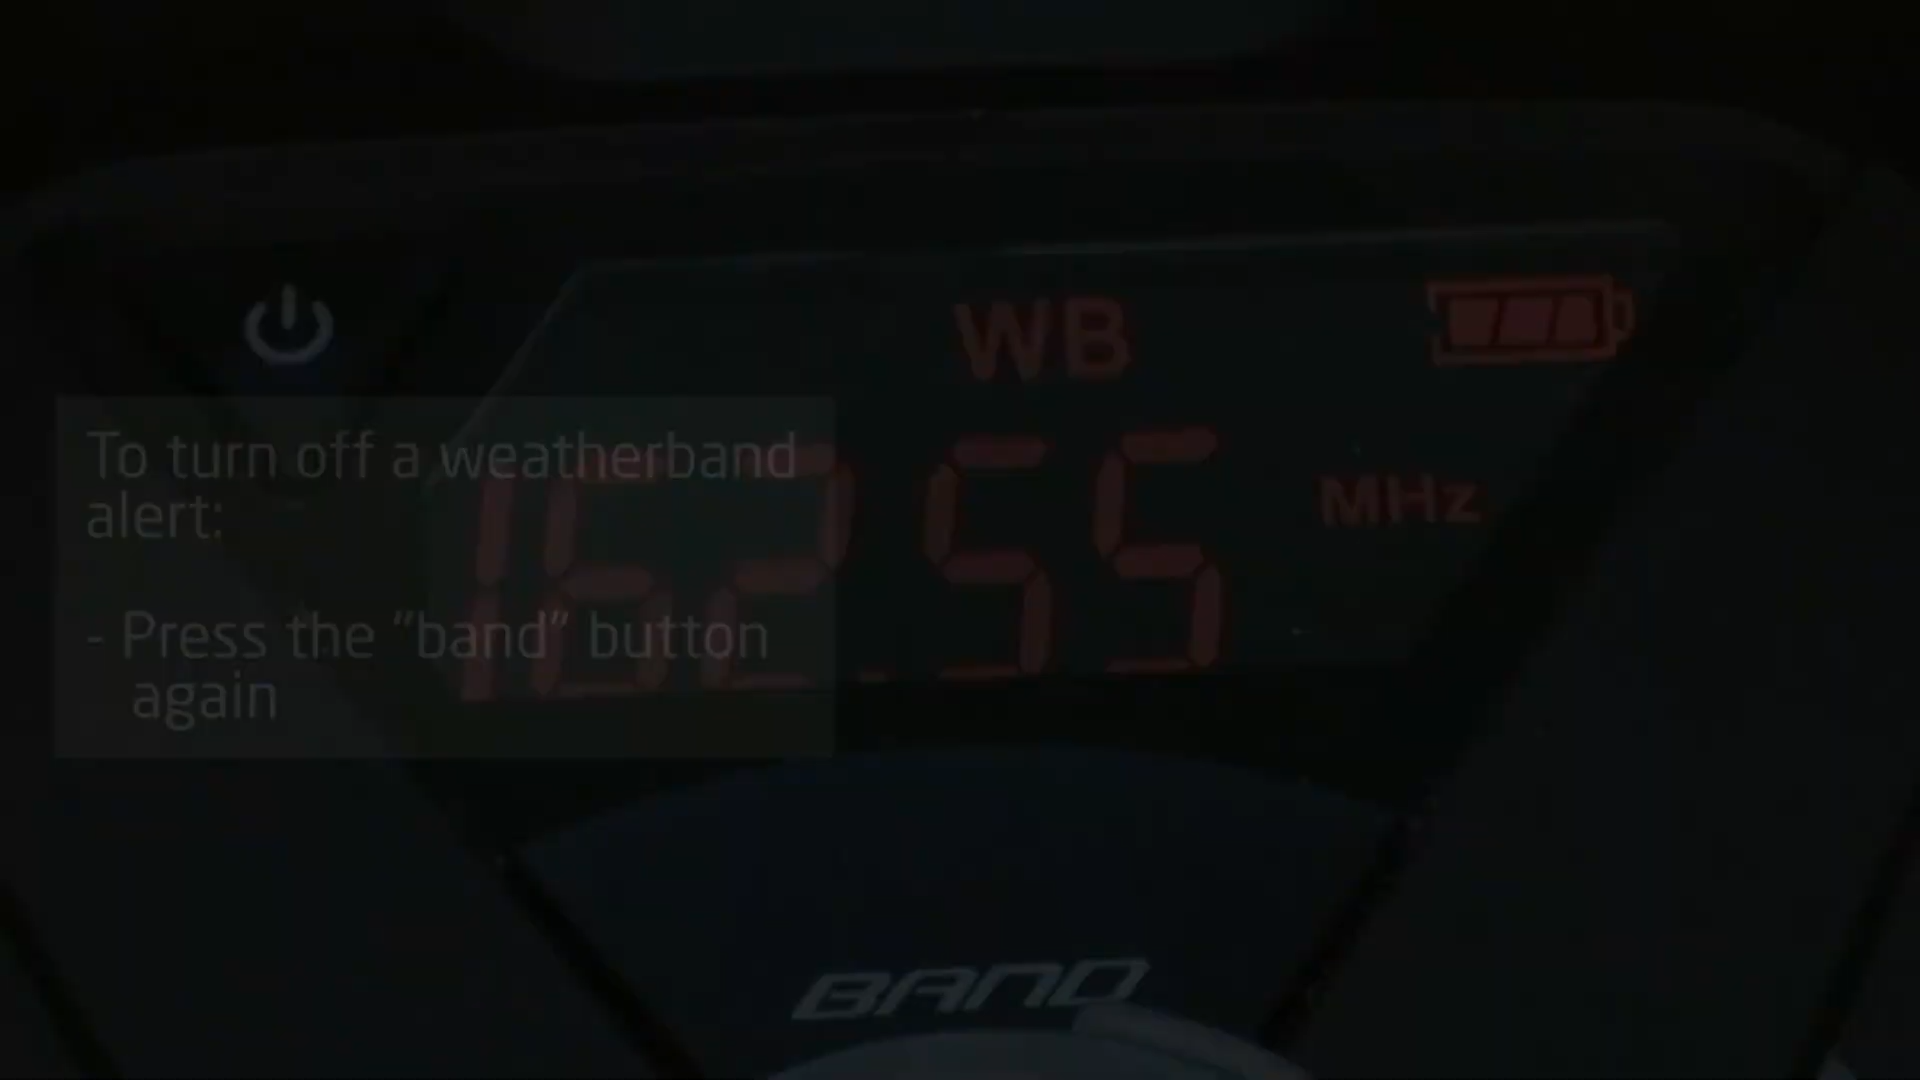 WB
To turn off a weatherband
alert:
162.55 MHz
- Press the "band" button
again
BAND